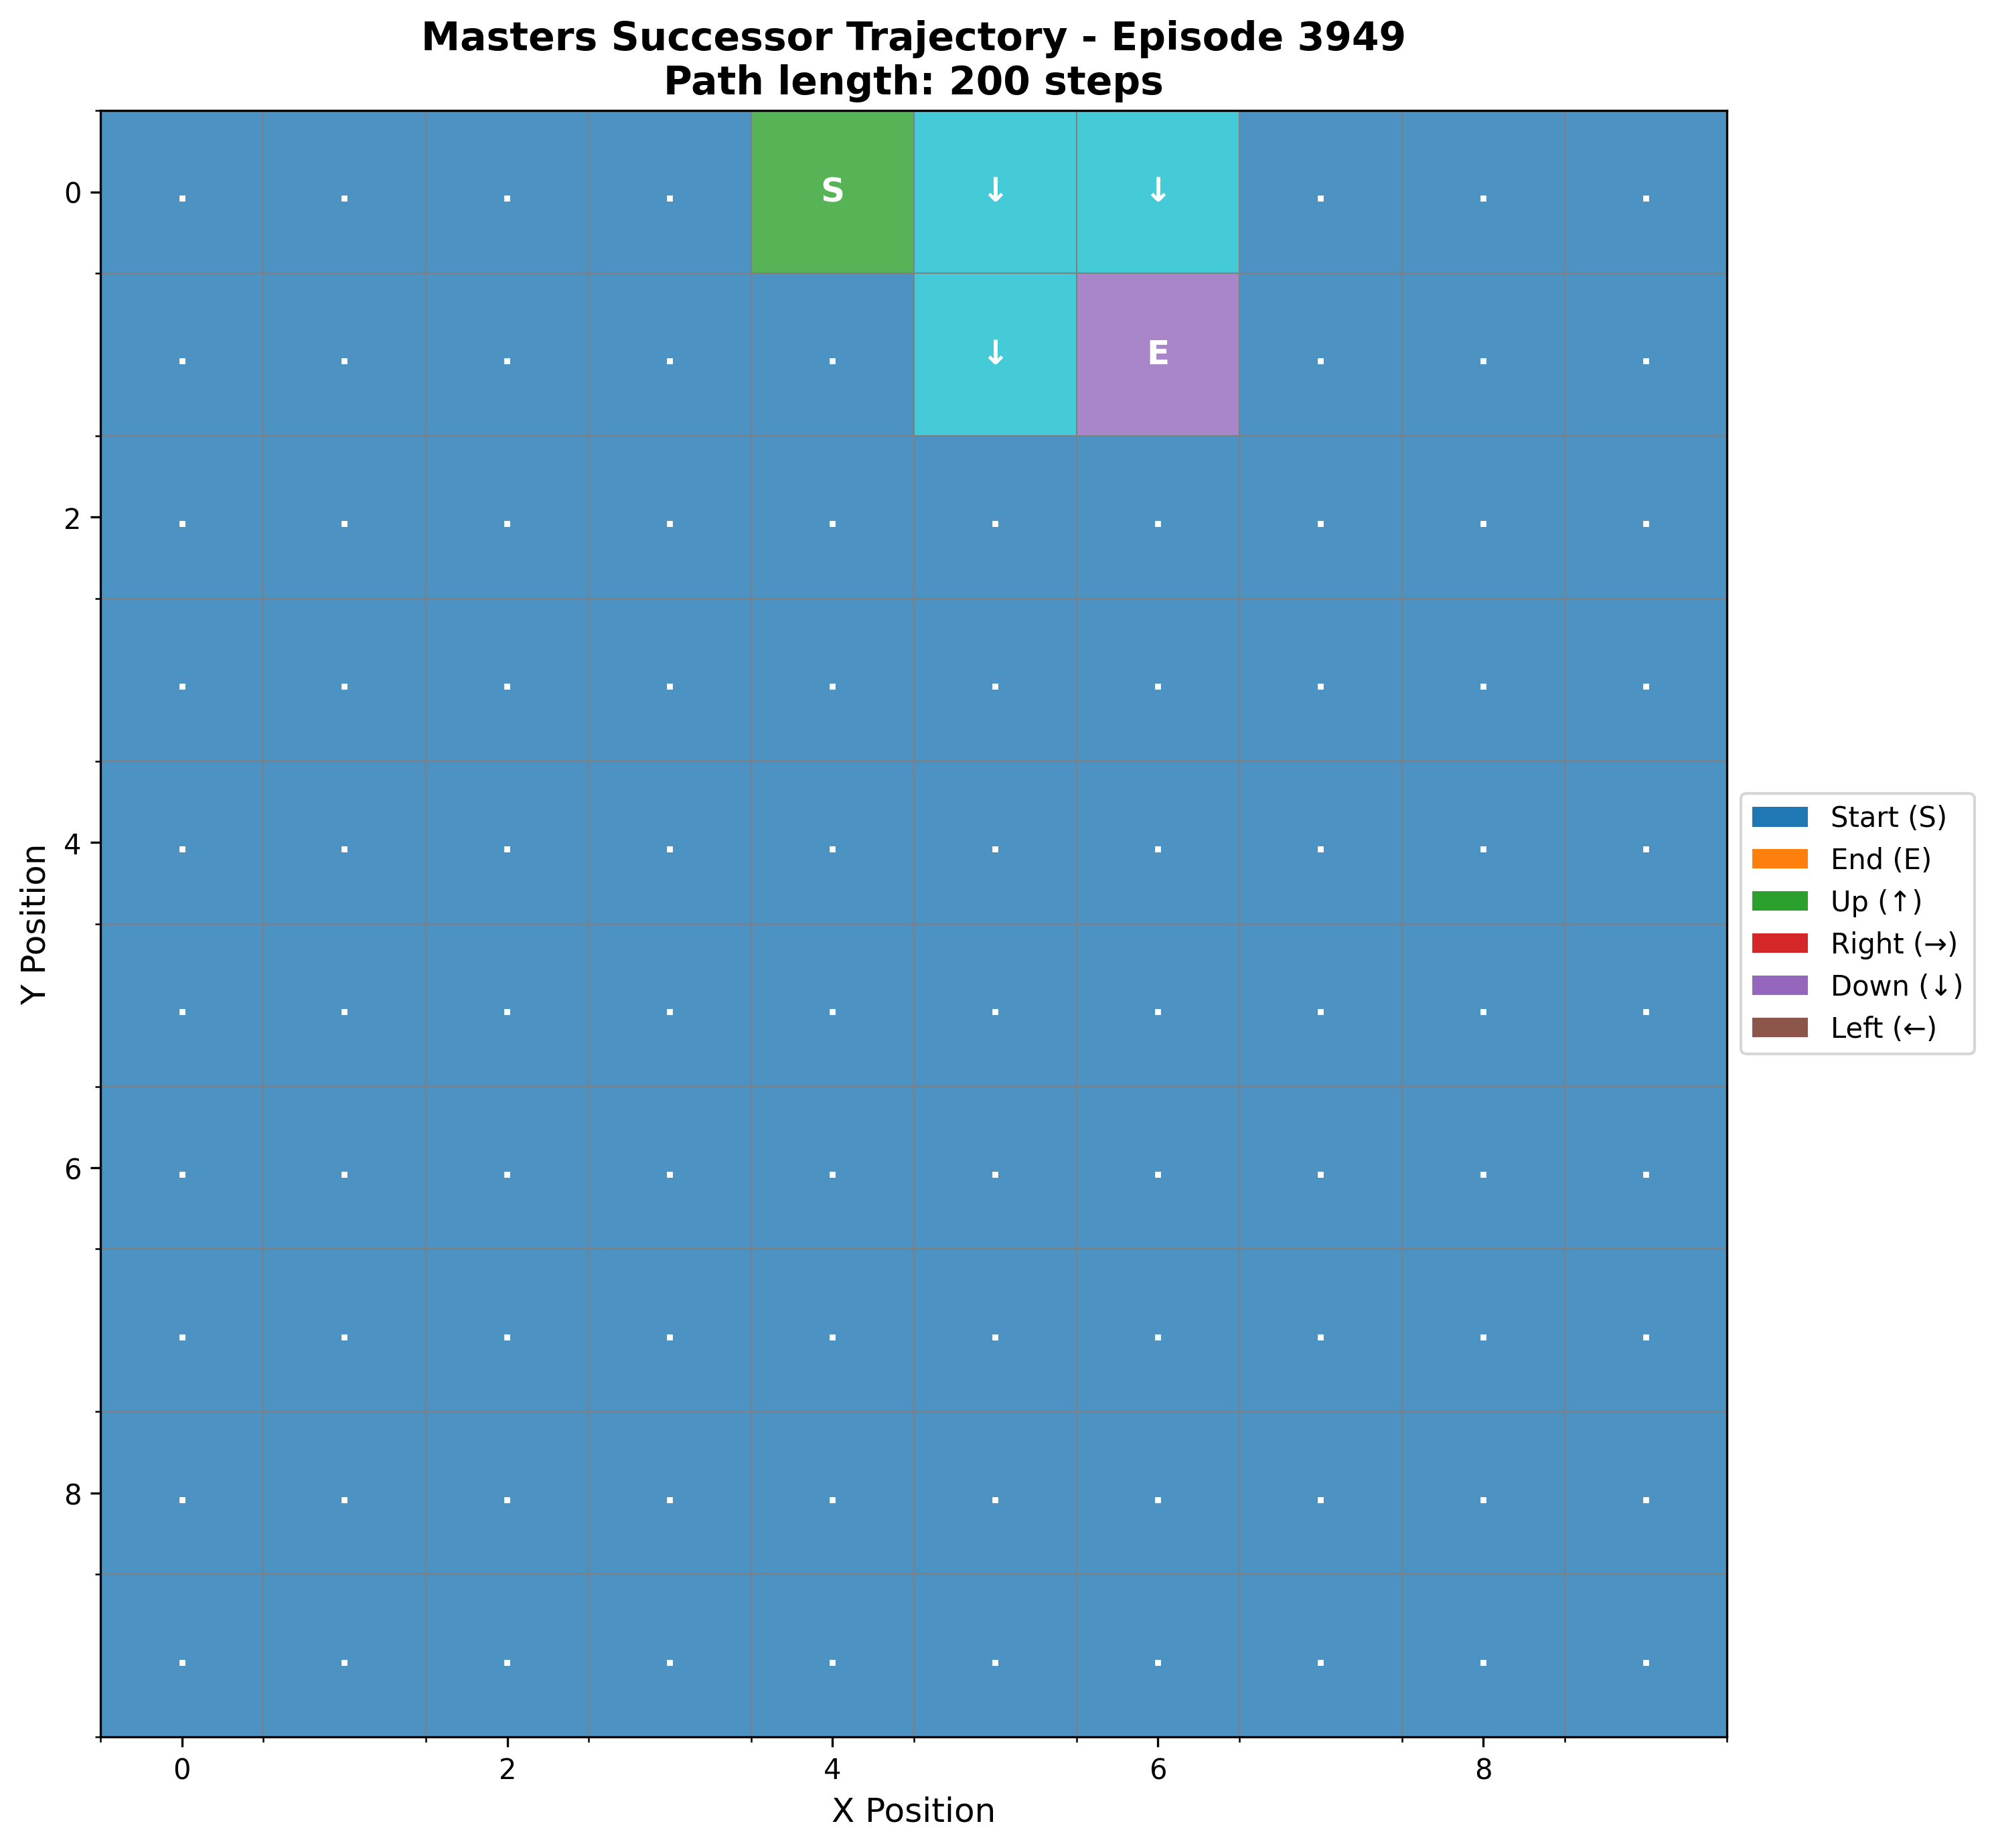 Masters Successor Trajectory - Episode 3949
Path length: 200 steps
0
S
↓
↓
↓
E
2
4
6
8
Y Position
0
2
4
6
8
X Position
Start (S)
End (E)
Up (↑)
Right (→)
Down (↓)
Left (←)